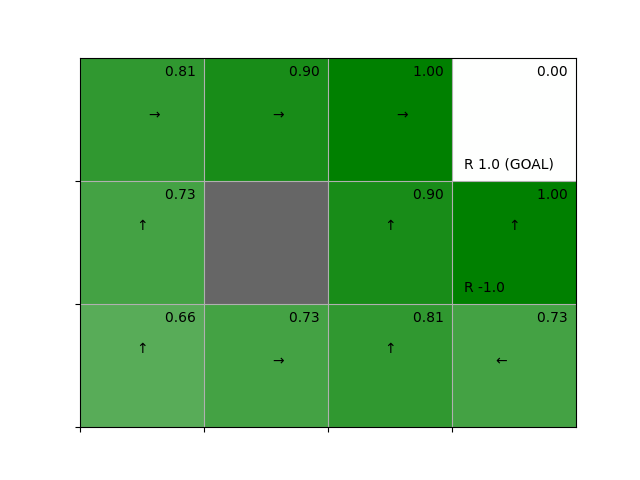 0.81 0.90 1.00 0.00
→ → →
R 1.0 (GOAL)
0.73 0.90 1.00
↑ ↑ ↑
R -1.0
0.66 0.73 0.81 0.73
↑ → ↑ ←